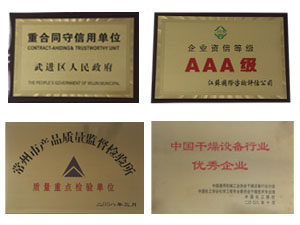 重合同守信用单位
CONTRACT-AHIDING& TRUSTWORTHY UNIT
武进区人民政府
THE PEOPLE'S GOVERNMENT OF WUJIN MUNICIPAL
企业资信等级
AAA级
江苏国际咨询评估公司
常州市产品质量监督检验所
质量重点检验单位
中国干燥设备行业
优秀企业